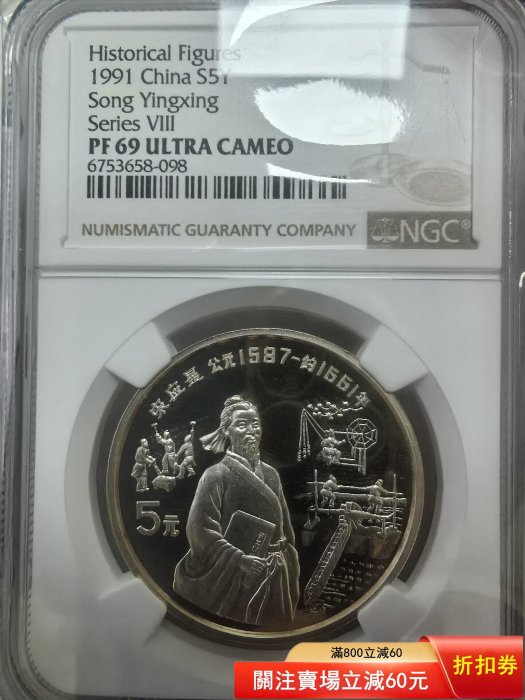 Historical Figures
1991 China S5Y
Song Yingxing
Series VIII
PF 69 ULTRA CAMEO
6753658-098
NUMISMATIC GUARANTY COMPANY
NGC®
宋应星 公元1587-约1661年
5元
滿800立減60
關注賣場立減60元
折扣券